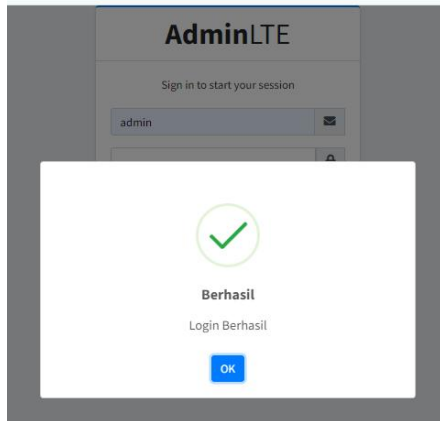 AdminLTE
Sign in to start your session
admin
Berhasil
Login Berhasil
OK